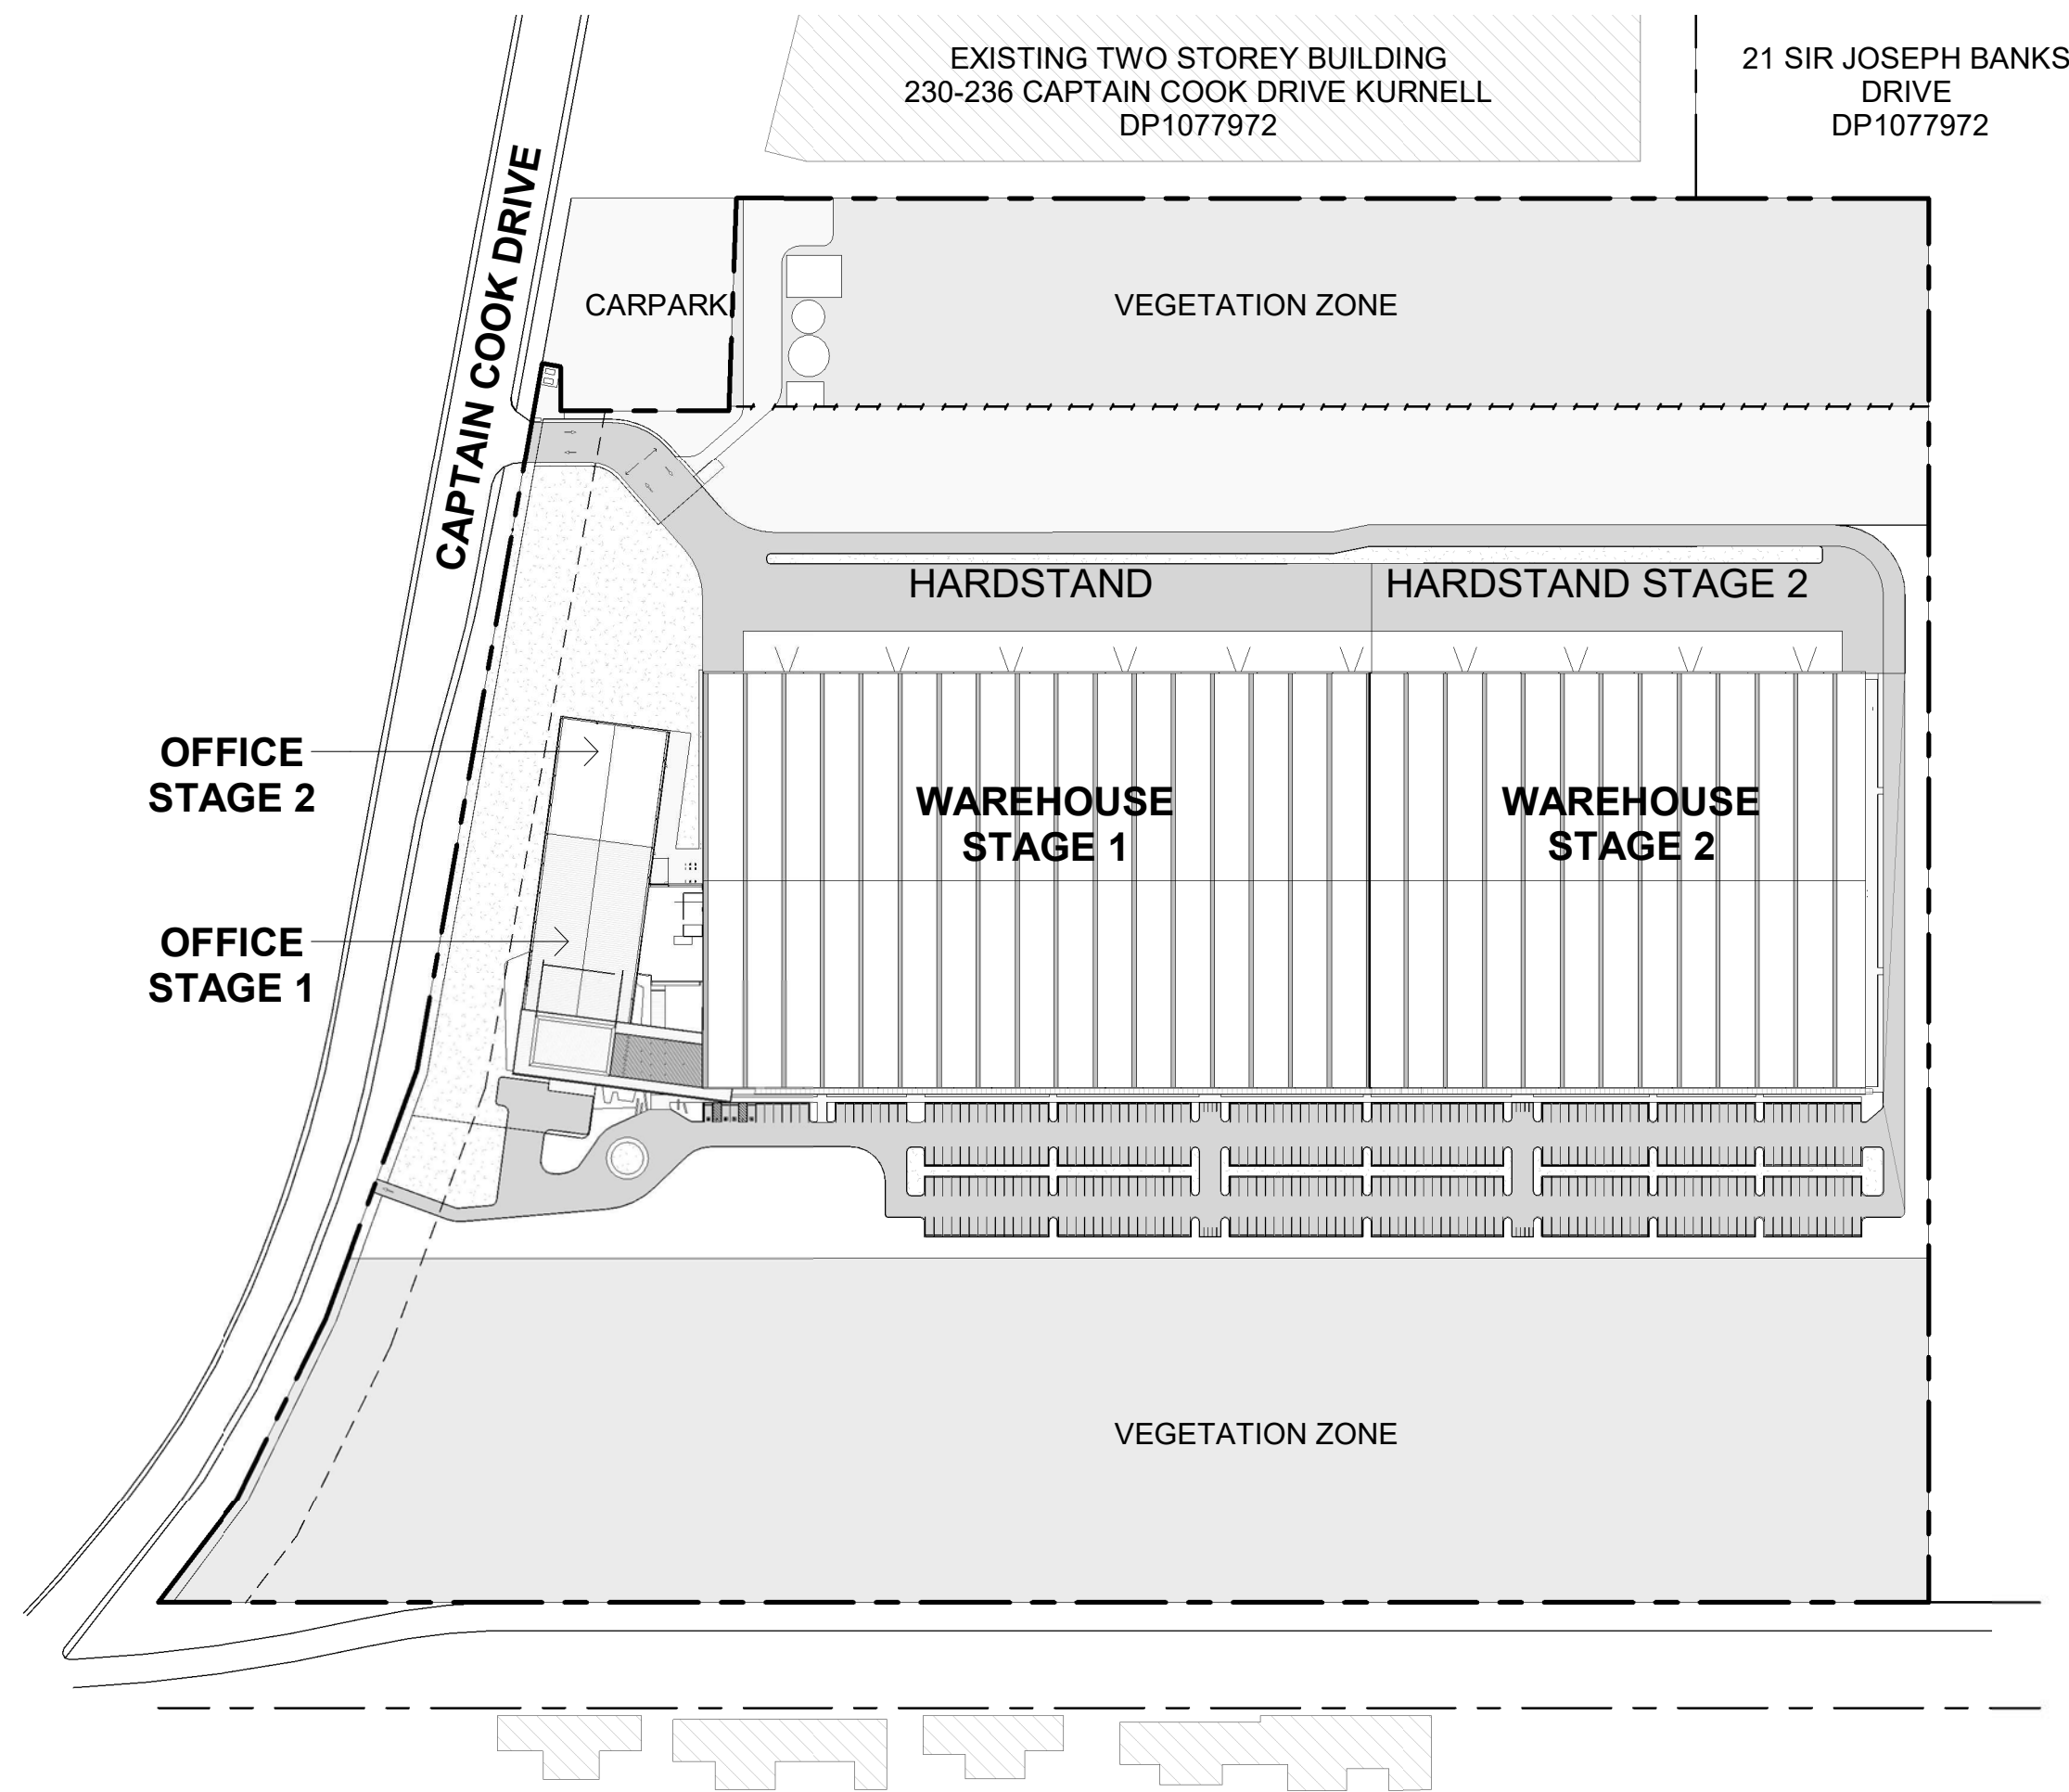 EXISTING TWO STOREY BUILDING
230-236 CAPTAIN COOK DRIVE KURNELL
DP1077972
21 SIR JOSEPH BANKS
DRIVE
DP1077972
CAPTAIN COOK DRIVE
CARPARK
VEGETATION ZONE
HARDSTAND
HARDSTAND STAGE 2
OFFICE
STAGE 2
WAREHOUSE
STAGE 1
WAREHOUSE
STAGE 2
OFFICE
STAGE 1
VEGETATION ZONE